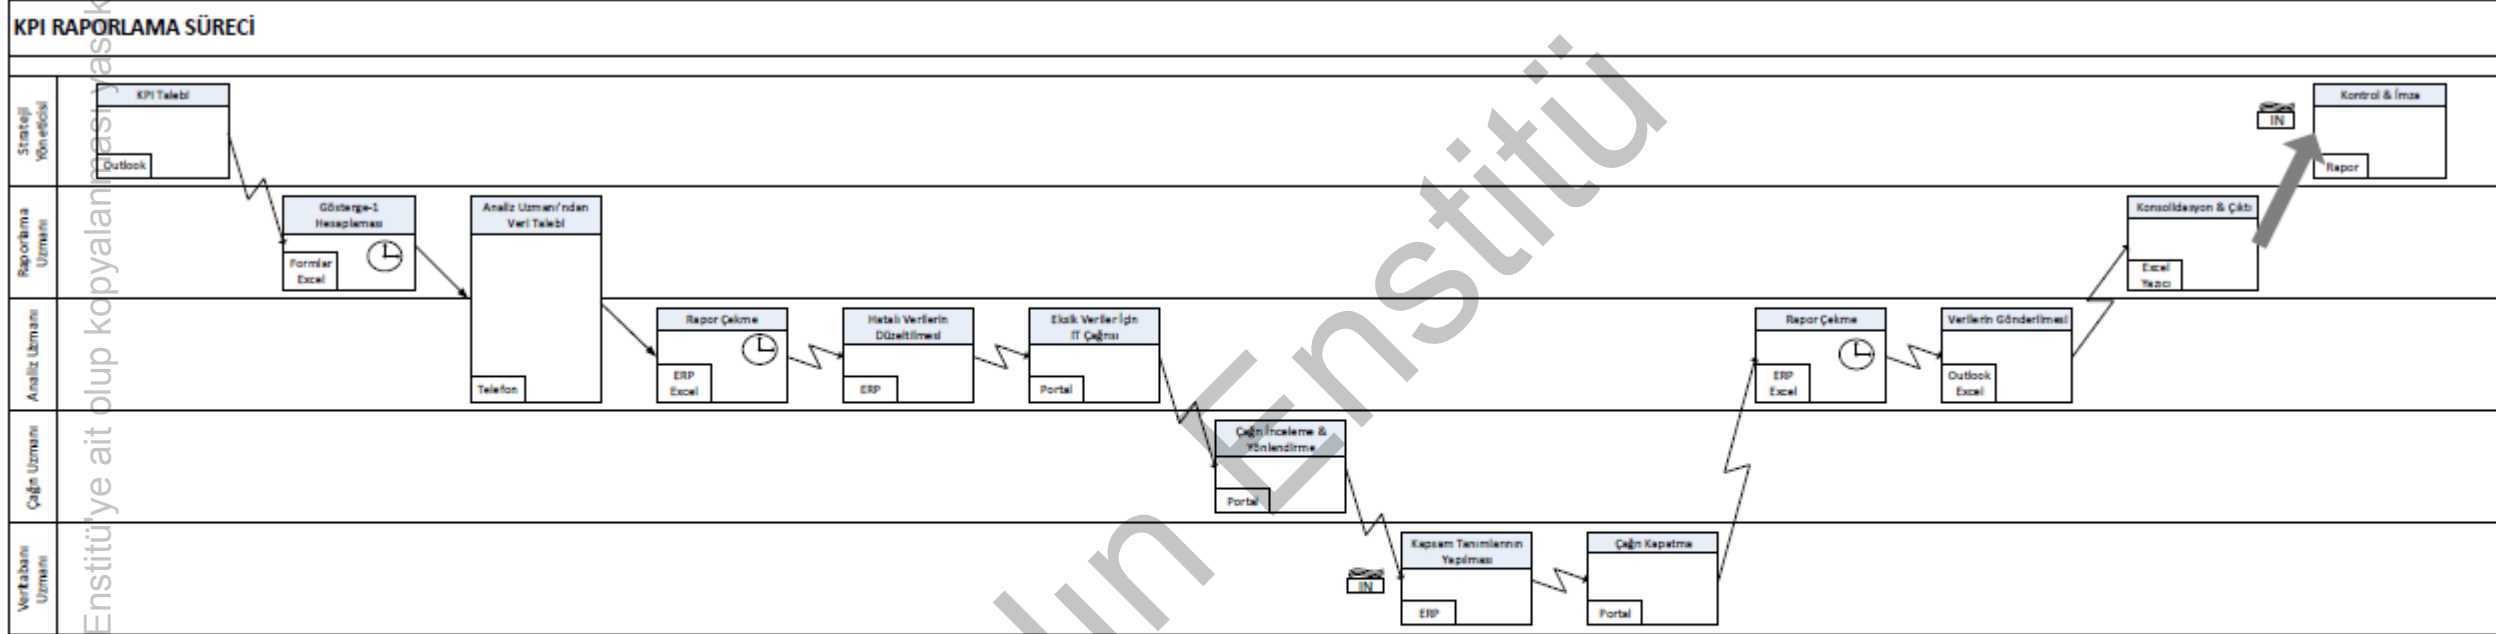 KPI RAPORLAMA SÜRECİ
Strateji
Yöneticisi
KPI Talebi
Outlook
IN
Kontrol & İmza
Rapor
Raporlama
Uzmanı
Gösterge-1
Hesaplaması
Formlar
Excel
Analiz Uzmanı'ndan
Veri Talebi
Telefon
Konsolidasyon & Çıktı
Excel
Yazıcı
Analiz Uzmanı
Rapor Çekme
ERP
Excel
Hatalı Verilerin
Düzeltilmesi
ERP
Eksik Veriler İçin
IT Çağrısı
Portal
Rapor Çekme
ERP
Excel
Verilerin Gönderilmesi
Outlook
Excel
Çağrı Uzmanı
Çağrı İnceleme &
Yönlendirme
Portal
Veritabanı
Uzmanı
IN
Kapsam Tanımlarının
Yapılması
ERP
Çağrı Kapatma
Portal
Enstitü'ye ait olup kopyalanması yasak
Enstitü